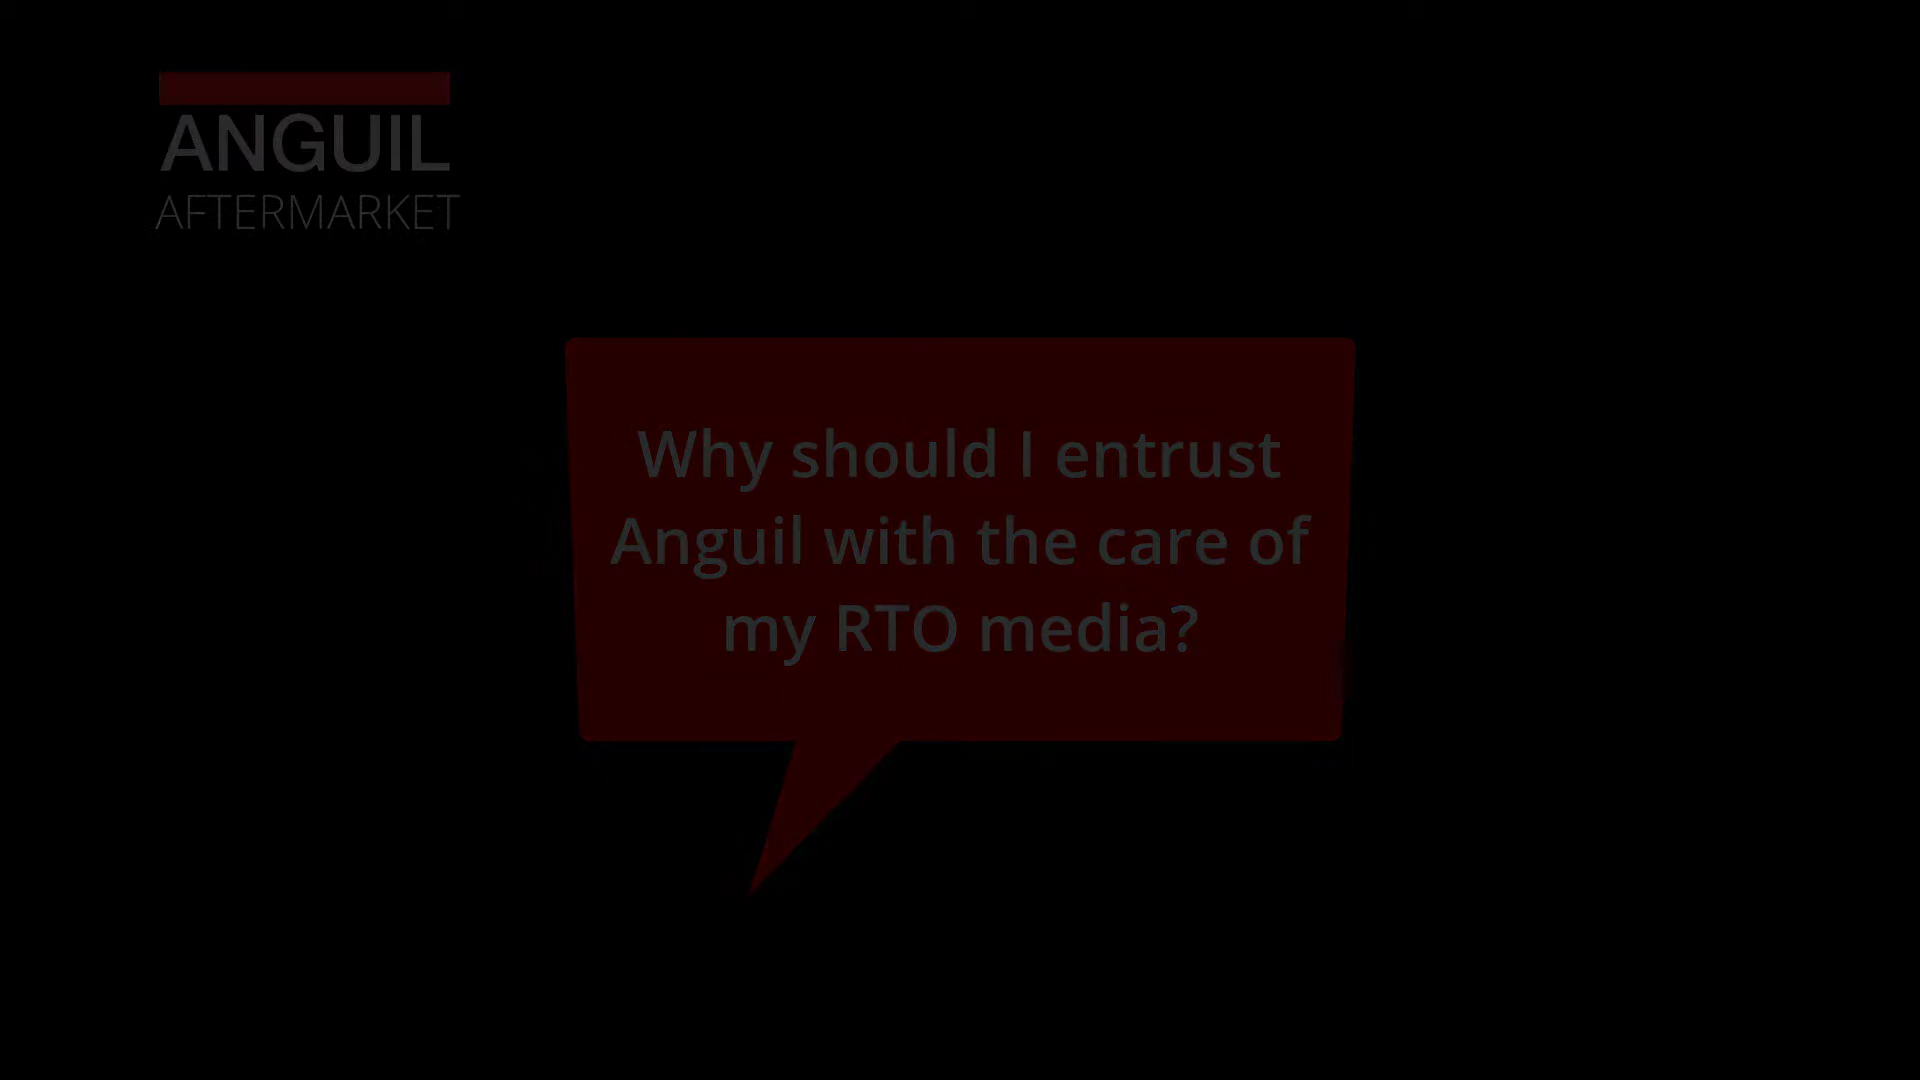 ANGUIL
AFTERMARKET
Why should I entrust
Anguil with the care of
my RTO media?